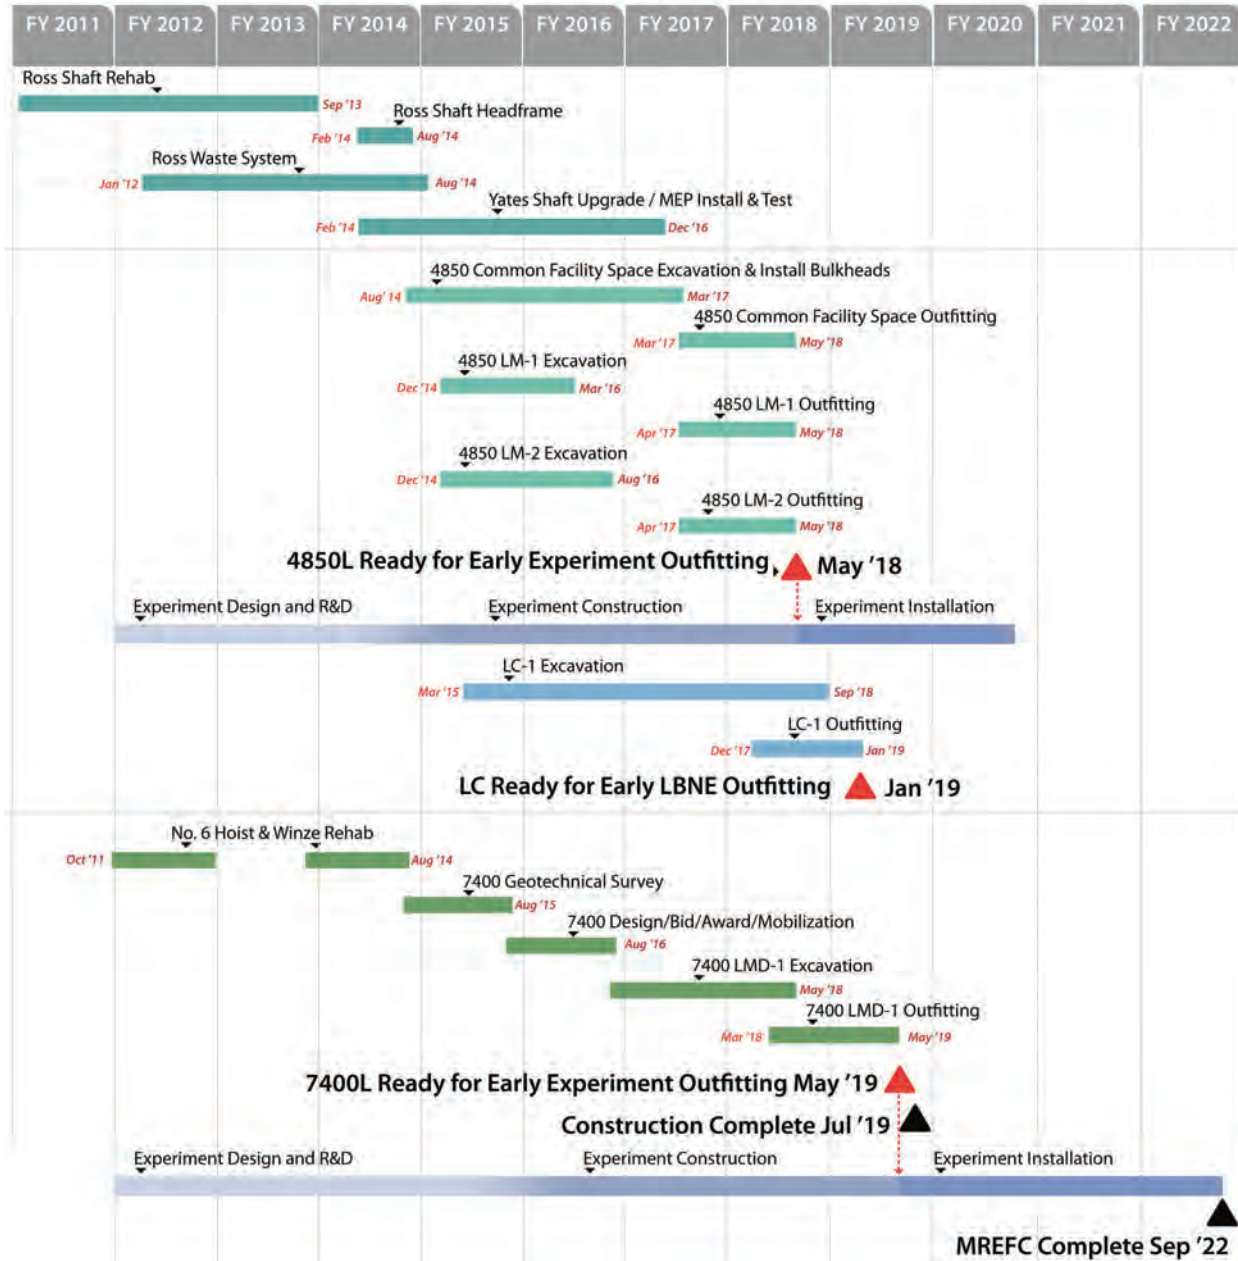 FY 2011 FY 2012 FY 2013 FY 2014 FY 2015 FY 2016 FY 2017 FY 2018 FY 2019 FY 2020 FY 2021 FY 2022
Ross Shaft Rehab
Sep '13
Ross Shaft Headframe
Feb '14 Aug '14
Ross Waste System
Jan '12 Aug '14
Yates Shaft Upgrade / MEP Install & Test
Feb '14 Dec '16
4850 Common Facility Space Excavation & Install Bulkheads
Aug' 14 Mar '17
4850 Common Facility Space Outfitting
Mar '17 May '18
4850 LM-1 Excavation
Dec '14 Mar '16
4850 LM-1 Outfitting
Apr '17 May '18
4850 LM-2 Excavation
Dec '14 Aug '16
4850 LM-2 Outfitting
Apr '17 May '18
4850L Ready for Early Experiment Outfitting May '18
Experiment Design and R&D Experiment Construction Experiment Installation
LC-1 Excavation
Mar '15 Sep '18
LC-1 Outfitting
Dec '17 Jan '19
LC Ready for Early LBNE Outfitting Jan '19
No. 6 Hoist & Winze Rehab
Oct '11 Aug '14
7400 Geotechnical Survey
Aug '15
7400 Design/Bid/Award/Mobilization
Aug '16
7400 LMD-1 Excavation
May '18
7400 LMD-1 Outfitting
Mar '18 May '19
7400L Ready for Early Experiment Outfitting May '19
Construction Complete Jul '19
Experiment Design and R&D Experiment Construction Experiment Installation
MREFC Complete Sep '22